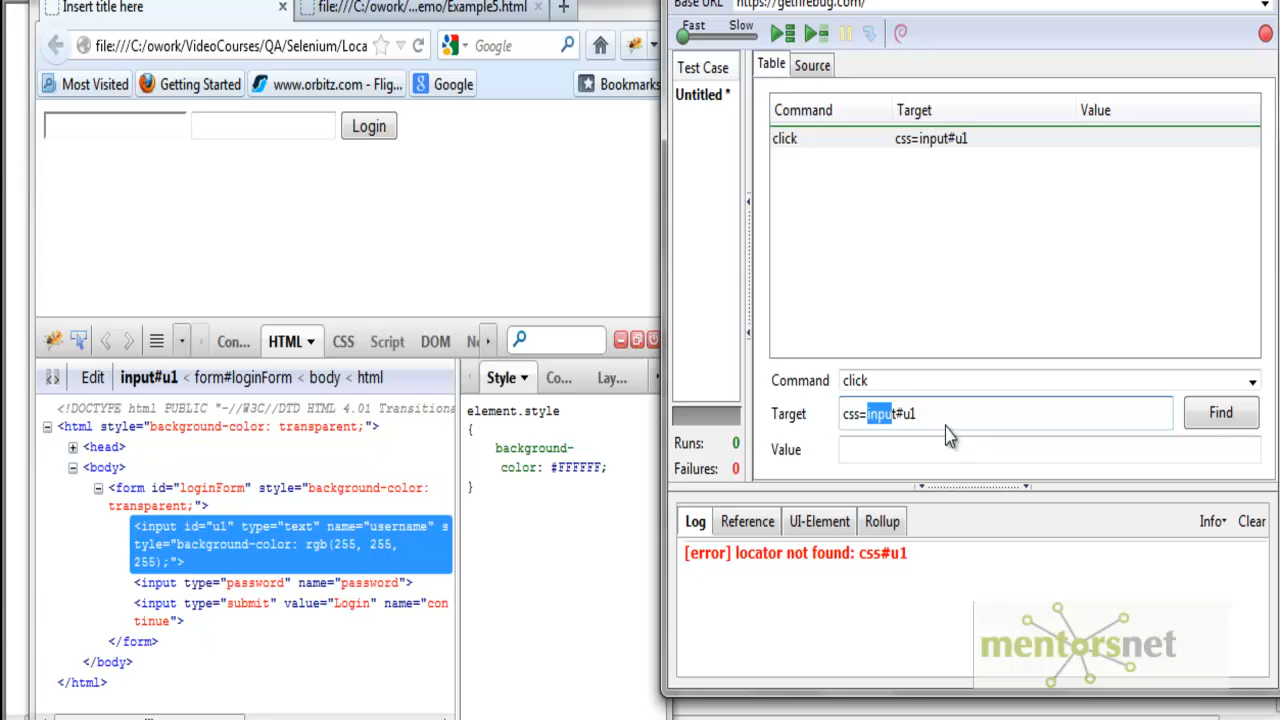 Insert title here
file:///C:/owork/...emo/Example5.html
file:///C:/owork/VideoCourses/QA/Selenium/Loca
Google
Most Visited
Getting Started
www.orbitz.com - Flig...
Google
Bookmarks
Login
Con...
HTML
CSS
Script
DOM
N
Edit
input#u1 < form#loginForm < body < html
<!DOCTYPE html PUBLIC "-//W3C//DTD HTML 4.01 Transitiona
<html style="background-color: transparent;">
<head>
<body>
<form id="loginForm" style="background-color:
transparent;">
<input id="u1" type="text" name="username" s
tyle="background-color: rgb(255, 255,
255);">
<input type="password" name="password">
<input type="submit" value="Login" name="con
tinue">
</form>
</body>
</html>
Style
Co...
Lay...
element.style
{
background-
color: #FFFFFF;
}
Base URL
https://getfirebug.com/
Fast
Slow
Test Case
Untitled *
Runs: 0
Failures: 0
Table
Source
Command
Target
Value
click
css=input#u1
Command
click
Target
css=input#u1
Find
Value
Log
Reference
UI-Element
Rollup
Info
Clear
[error] locator not found: css#u1
mentorsnet